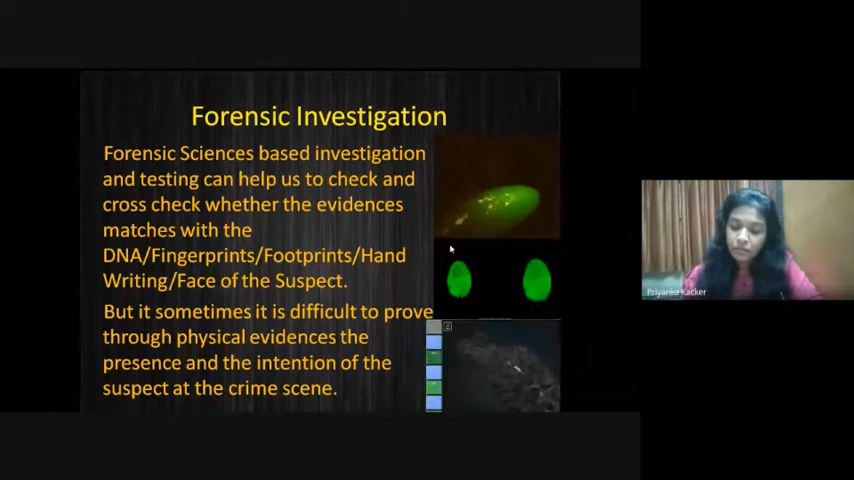 Forensic Investigation
Forensic Sciences based investigation
and testing can help us to check and
cross check whether the evidences
matches with the
DNA/Fingerprints/Footprints/Hand
Writing/Face of the Suspect.
But it sometimes it is difficult to prove
through physical evidences the
presence and the intention of the
suspect at the crime scene.
Priyanka Kacker